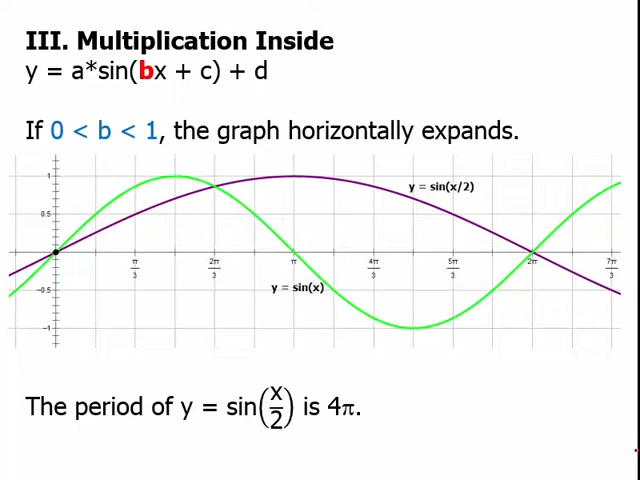 III. Multiplication Inside
y = a*sin(bx + c) + d
If 0 < b < 1, the graph horizontally expands.
1
y = sin(x/2)
0.5
π/3 2π/3 π 4π/3 5π/3 2π 7π/3
y = sin(x)
-0.5
-1
The period of y = sin(x/2) is 4π.